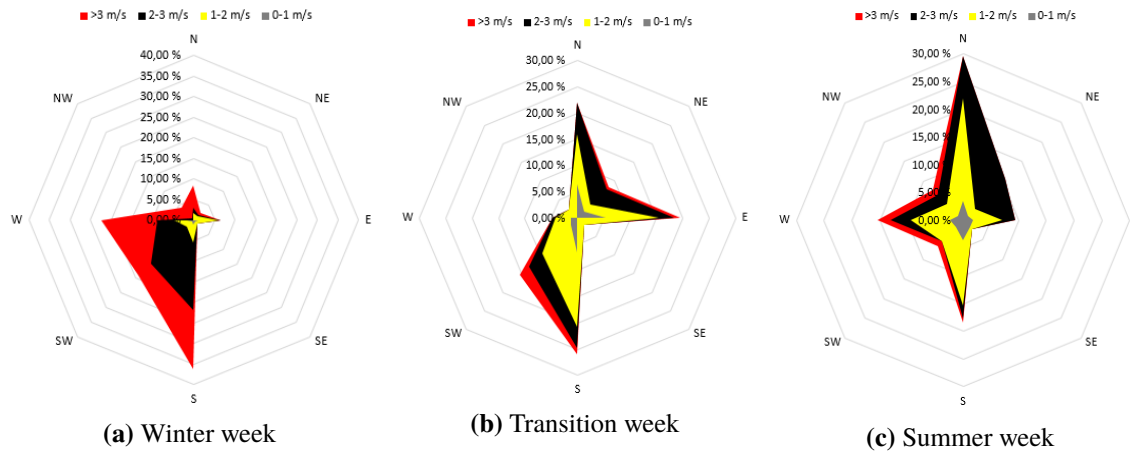 >3 m/s 2-3 m/s 1-2 m/s 0-1 m/s
N
40,00 %
35,00 %
30,00 %
25,00 %
20,00 %
15,00 %
10,00 %
5,00 %
0,00 %
NW
NE
W
E
SW
SE
S
(a) Winter week
>3 m/s 2-3 m/s 1-2 m/s 0-1 m/s
N
30,00 %
25,00 %
20,00 %
15,00 %
10,00 %
5,00 %
0,00 %
NW
NE
W
E
SW
SE
S
(b) Transition week
>3 m/s 2-3 m/s 1-2 m/s 0-1 m/s
N
30,00 %
25,00 %
20,00 %
15,00 %
10,00 %
5,00 %
0,00 %
NW
NE
W
SW
SE
S
(c) Summer week